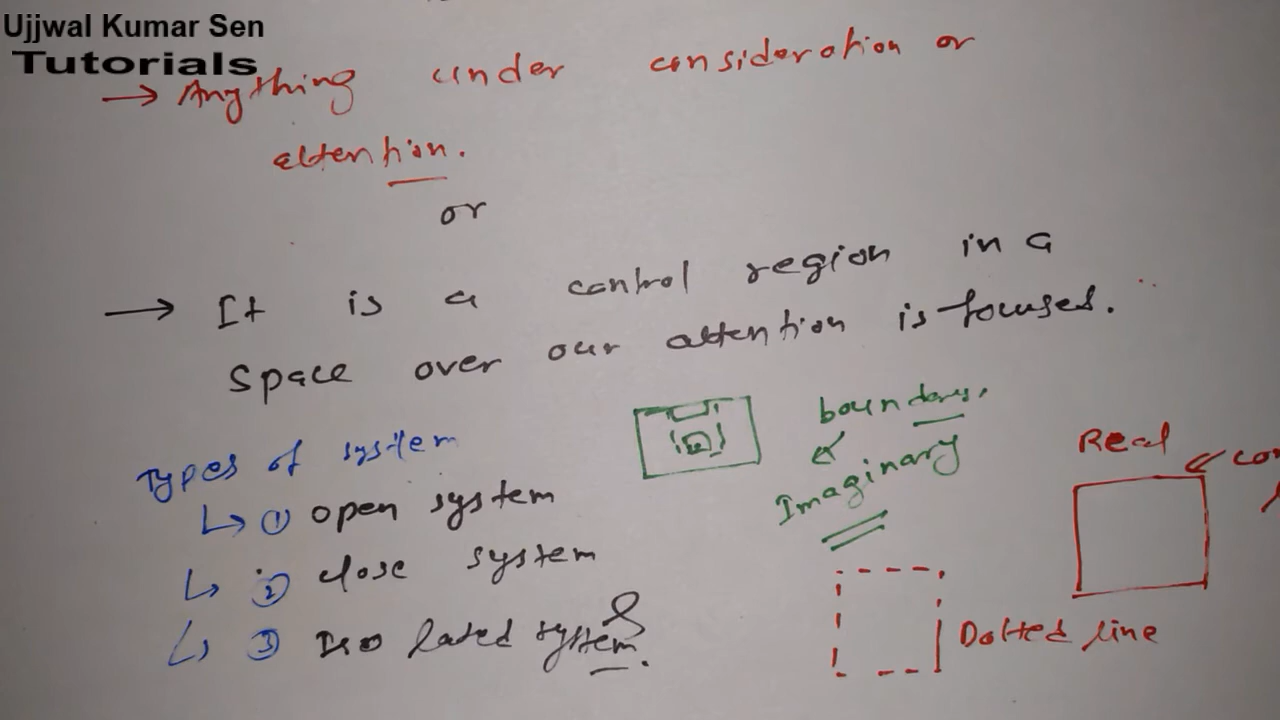 Ujjwal Kumar Sen
Tutorials
→ Anything under consideration or
attention.
or
→ It is a control region in a
space over our attention is focuses.
boundary.
Imaginary
Types of system
① open system
② close system
③ Isolated system.
Real
Dotted line